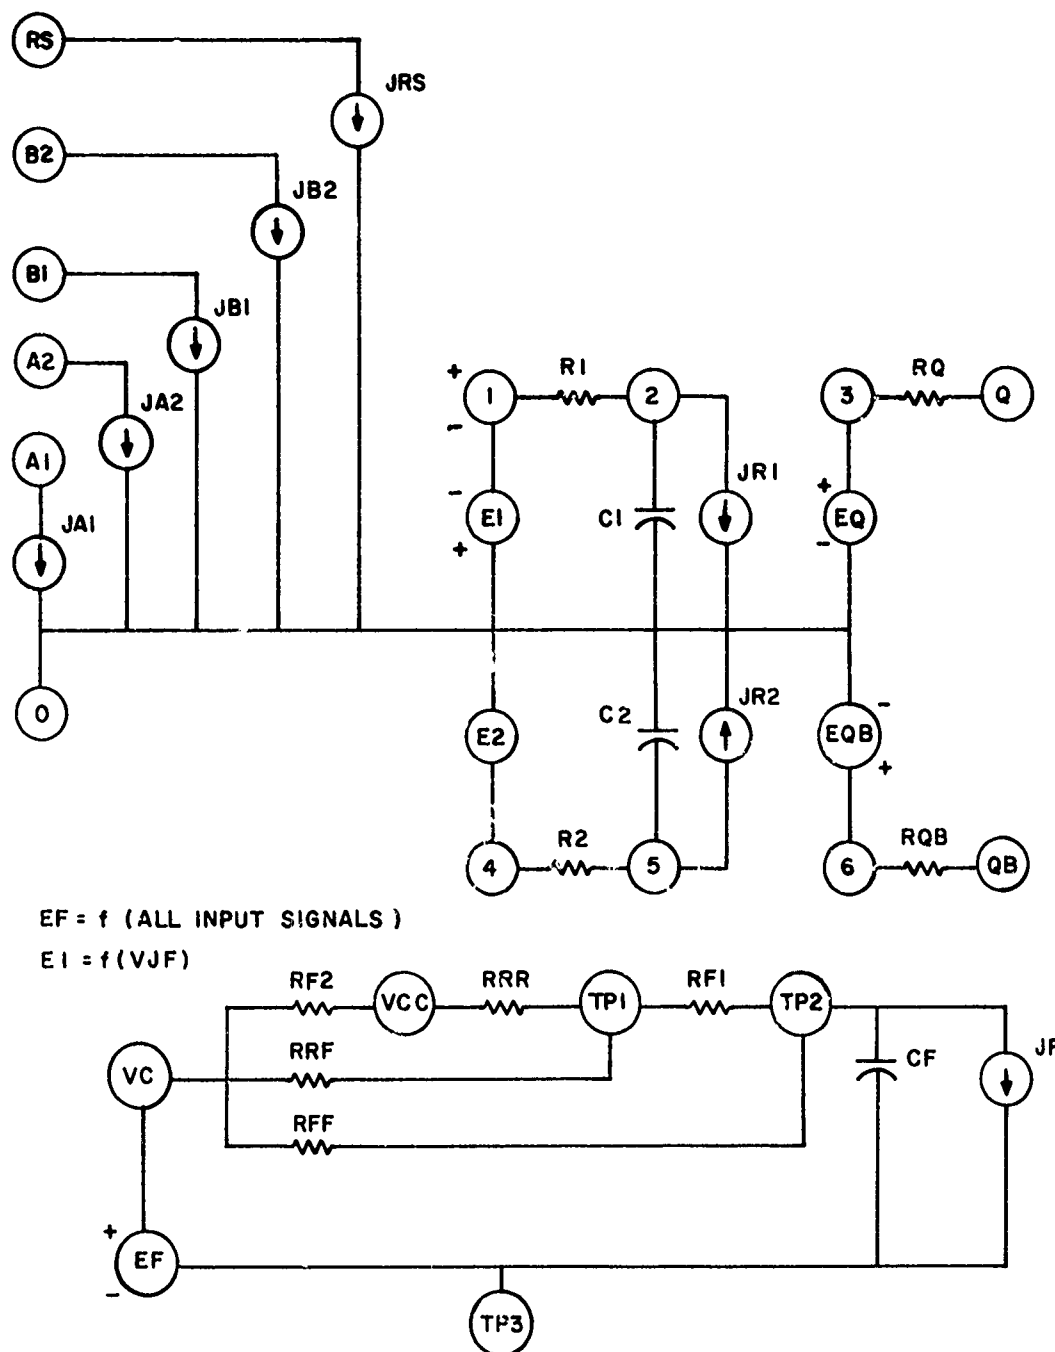 RS
JRS
B2
JB2
B1
JB1
A2
JA2
A1
JA1
O
+
1
R1
2
3
RQ
Q
-
-
E1
+
C1
JR1
+
EQ
-
E2
C2
JR2
-
EQB
+
4
R2
5
6
RQB
QB
EF = f (ALL INPUT SIGNALS)
E1 = f(VJF)
RF2
VCC
RRR
TP1
RF1
TP2
VC
RRF
CF
JF
RFF
+
EF
-
TP3